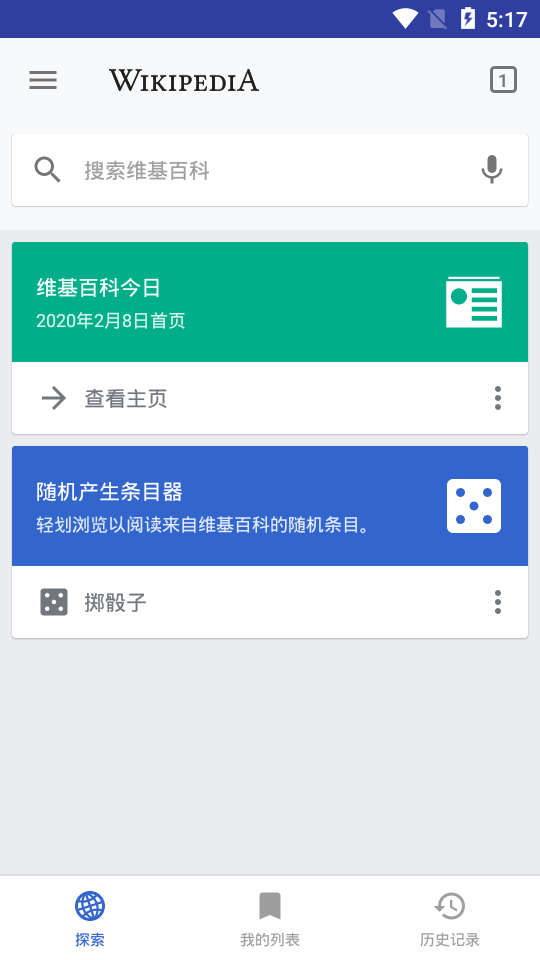 5:17
WIKIPEDIA
1
搜索维基百科
维基百科今日
2020年2月8日首页
查看主页
随机产生条目器
轻划浏览以阅读来自维基百科的随机条目。
掷骰子
探索
我的列表
历史记录